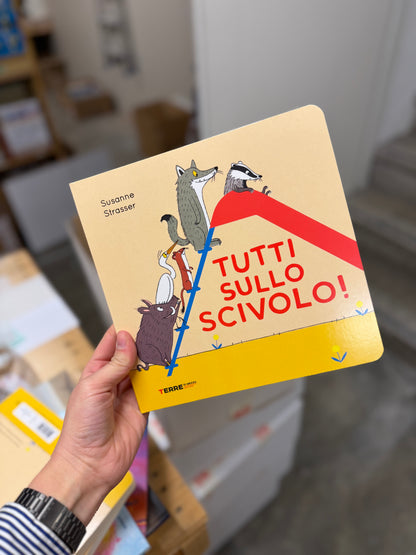 Susanne
Strasser
TUTTI
SULLO
SCIVOLO!
TERRE